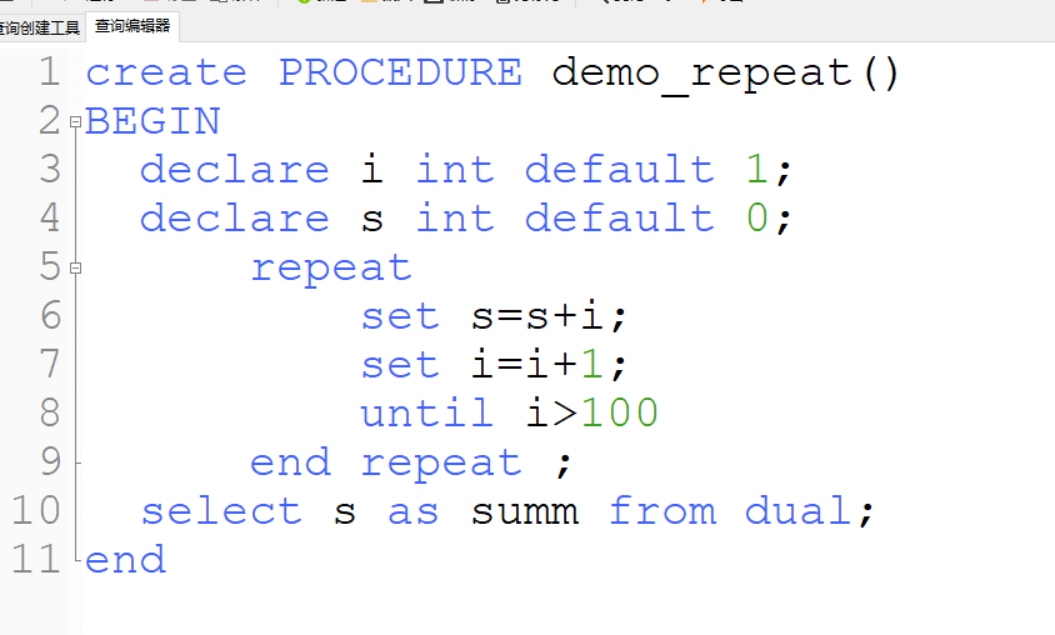 查询创建工具 查询编辑器
1 create PROCEDURE demo_repeat()
2 BEGIN
3 declare i int default 1;
4 declare s int default 0;
5 repeat
6 set s=s+i;
7 set i=i+1;
8 until i>100
9 end repeat ;
10 select s as summ from dual;
11 end